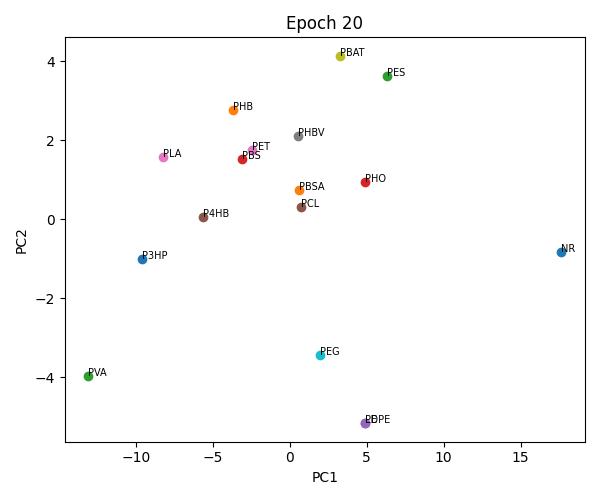 Epoch 20
PBAT
PES
PHB
PHBV
PET
PLA
PBS
PHO
PBSA
PCL
P4HB
NR
P3HP
PEG
PVA
4
2
0
−2
−4
PC2
−10
−5
0
5
10
15
PC1